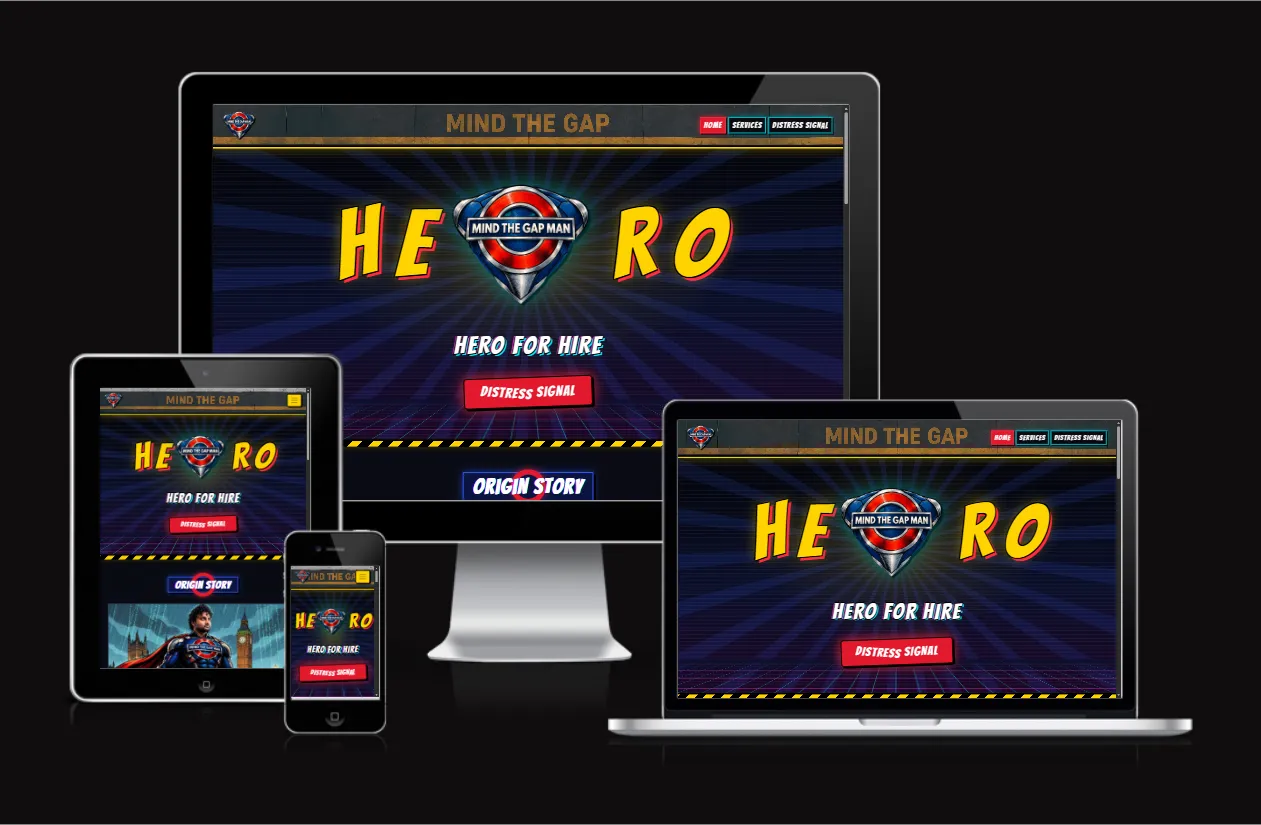 MIND THE GAP
HOME SERVICES DISTRESS SIGNAL
HE RO
MIND THE GAP MAN
HERO FOR HIRE
DISTRESS SIGNAL
ORIGIN STORY
MIND THE GAP
HE RO
MIND THE GAP MAN
HERO FOR HIRE
DISTRESS SIGNAL
ORIGIN STORY
IND THE GA
HE RO
HERO FOR HIRE
DISTRESS SIGNAL
MIND THE GAP
HOME SERVICES DISTRESS SIGNAL
HE RO
MIND THE GAP MAN
HERO FOR HIRE
DISTRESS SIGNAL